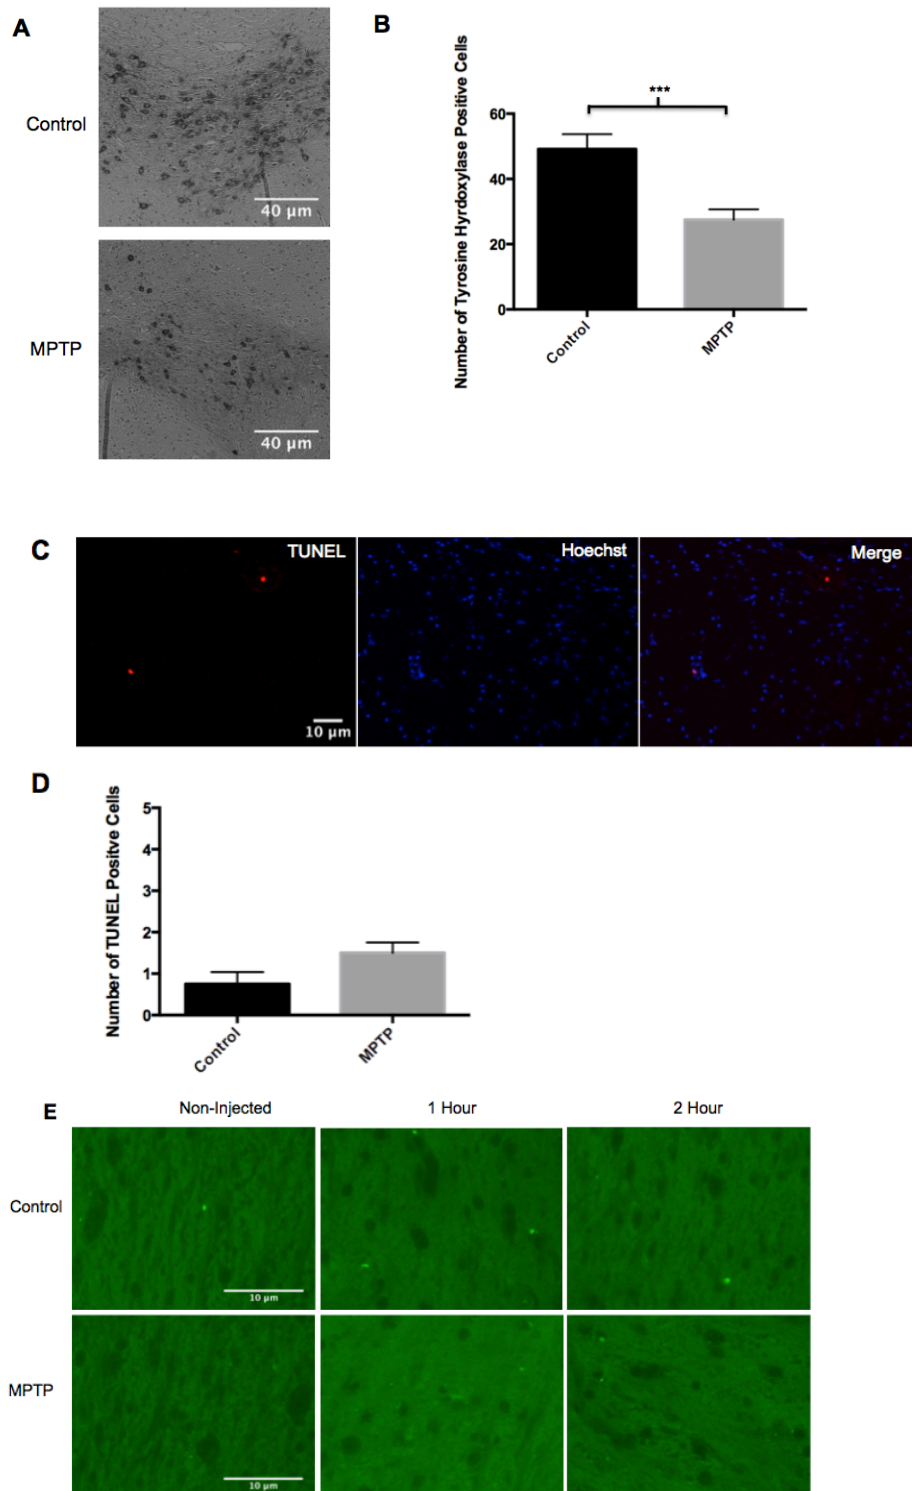 A
Control
40 µm
MPTP
40 µm
B
Number of Tyrosine Hyrdoxylase Positive Cells
***
60
40
20
0
Control
MPTP
C
TUNEL
Hoechst
Merge
10 µm
D
Number of TUNEL Positve Cells
5
4
3
2
1
0
Control
MPTP
E
Non-Injected
1 Hour
2 Hour
Control
10 µm
MPTP
10 µm